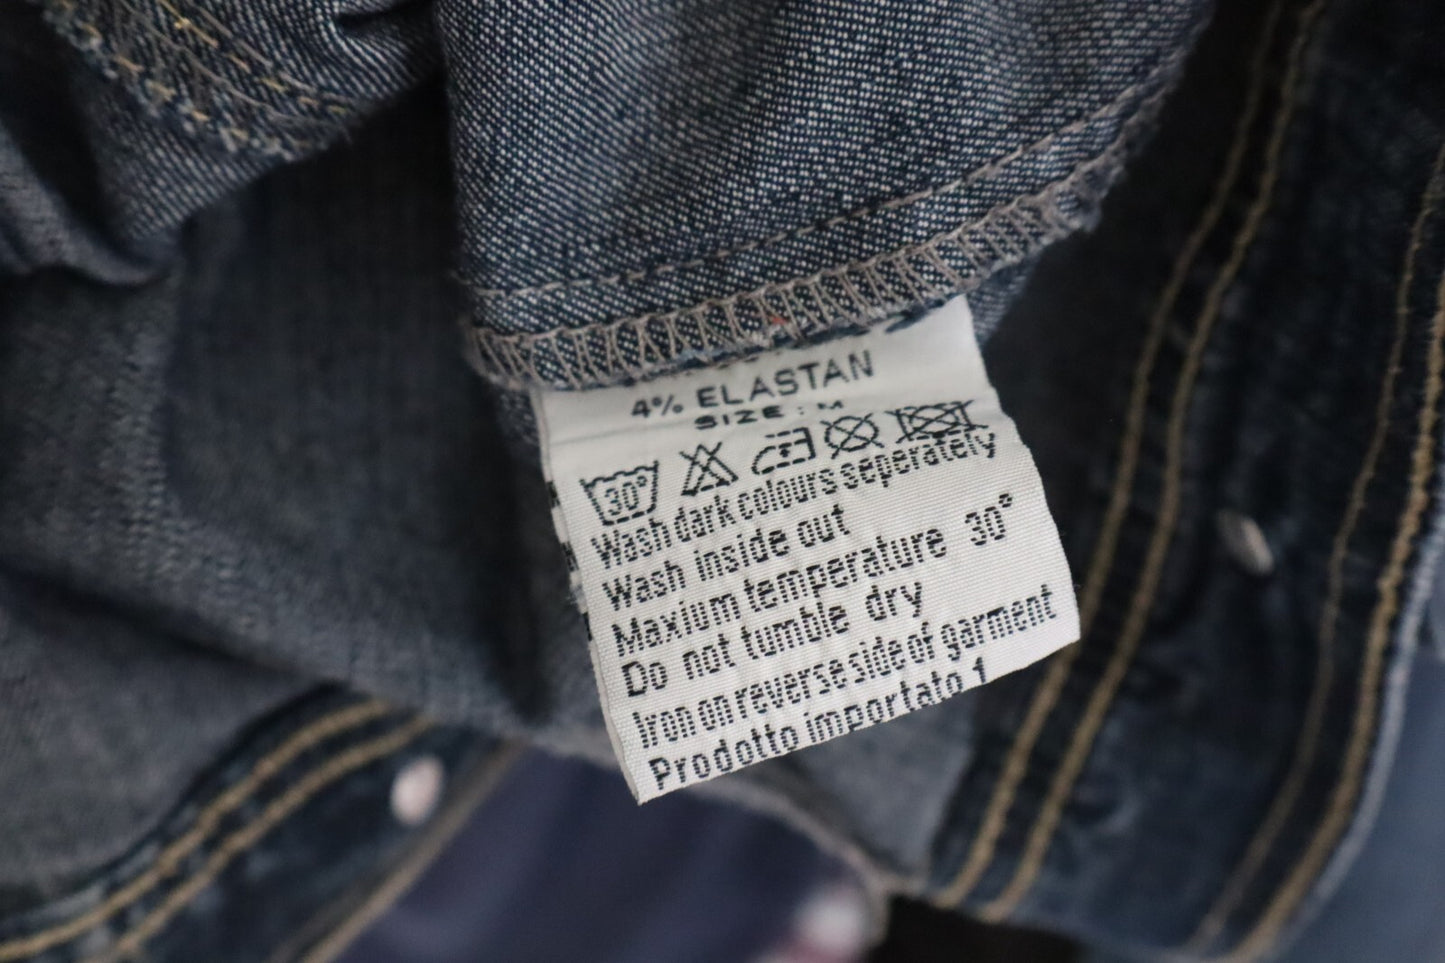 4% ELASTAN
SIZE: M
30°
Wash dark colours seperately
Wash inside out
Maxium temperature 30°
Do not tumble dry
Iron on reverse side of garment
Prodotto importato 1